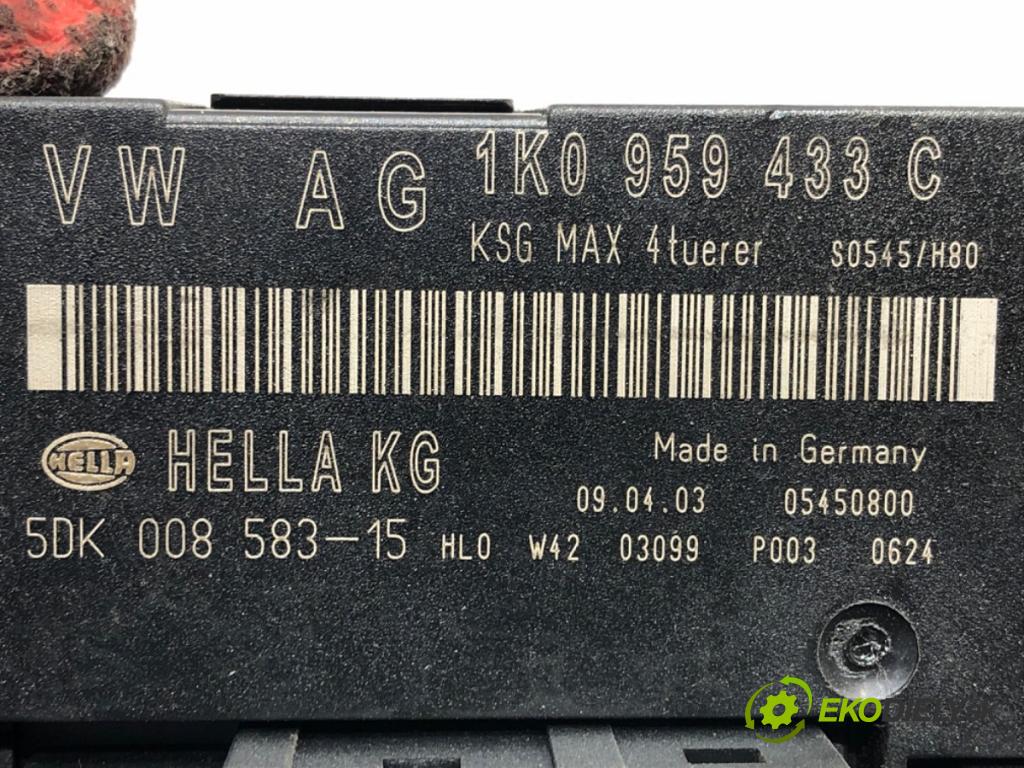 VW AG 1K0 959 433 C
KSG MAX 4tuerer S0545/H80
HELLA HELLA KG Made in Germany
09.04.03 05450800
5DK 008 583-15 HL0 W42 03099 P003 0624
EKO